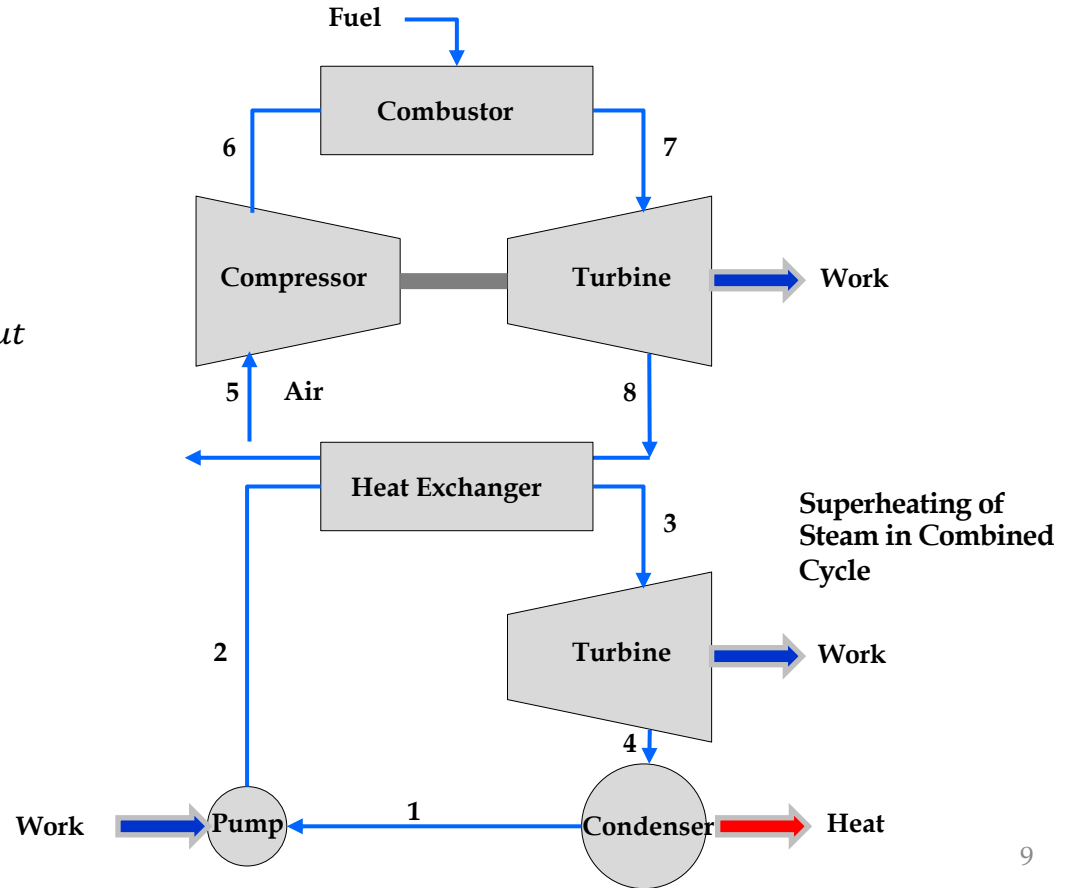 Fuel
Combustor
6
7
Compressor
Turbine
Work
ut
5
Air
8
Heat Exchanger
3
Superheating of
Steam in Combined
Cycle
2
Turbine
Work
4
1
Work
Pump
Condenser
Heat
9